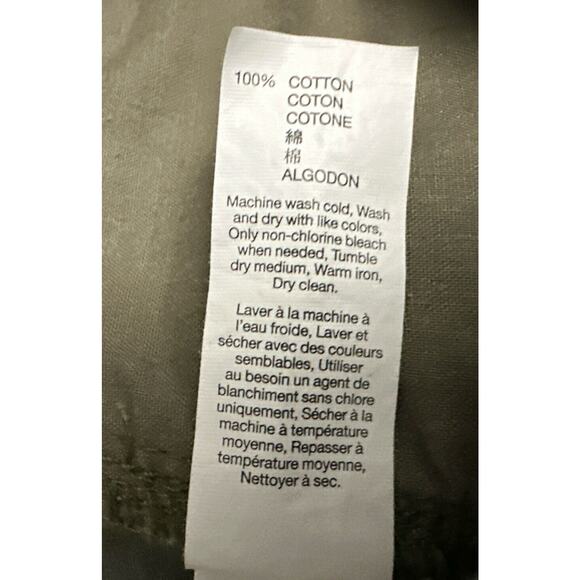 100% COTTON
COTON
COTONE
綿
棉
ALGODON
Machine wash cold, Wash
and dry with like colors,
Only non-chlorine bleach
when needed, Tumble
dry medium, Warm iron,
Dry clean.
Laver à la machine à
l'eau froide, Laver et
sécher avec des couleurs
semblables, Utiliser
au besoin un agent de
blanchiment sans chlore
uniquement, Sécher à la
machine à température
moyenne, Repasser à
température moyenne,
Nettoyer à sec.